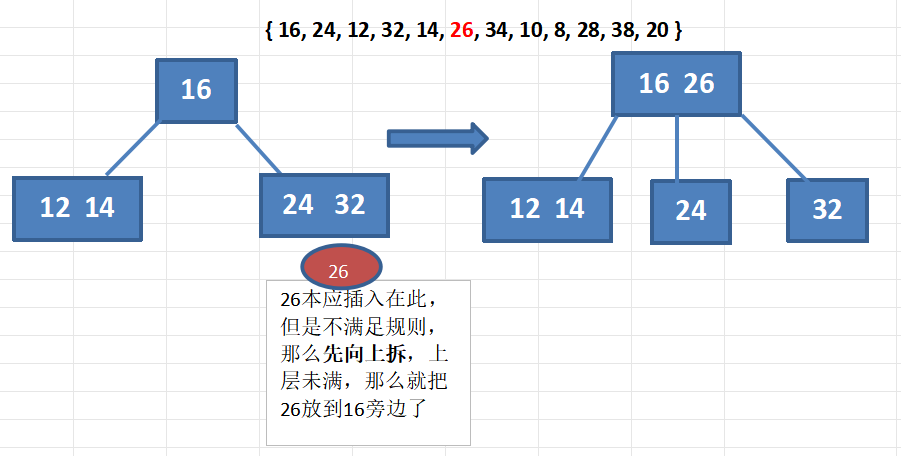 { 16, 24, 12, 32, 14, 26, 34, 10, 8, 28, 38, 20 }
16
12 14
24 32
26
26本应插入在此，
但是不满足规则，
那么先向上拆，上
层未满，那么就把
26放到16旁边了
16 26
12 14
24
32